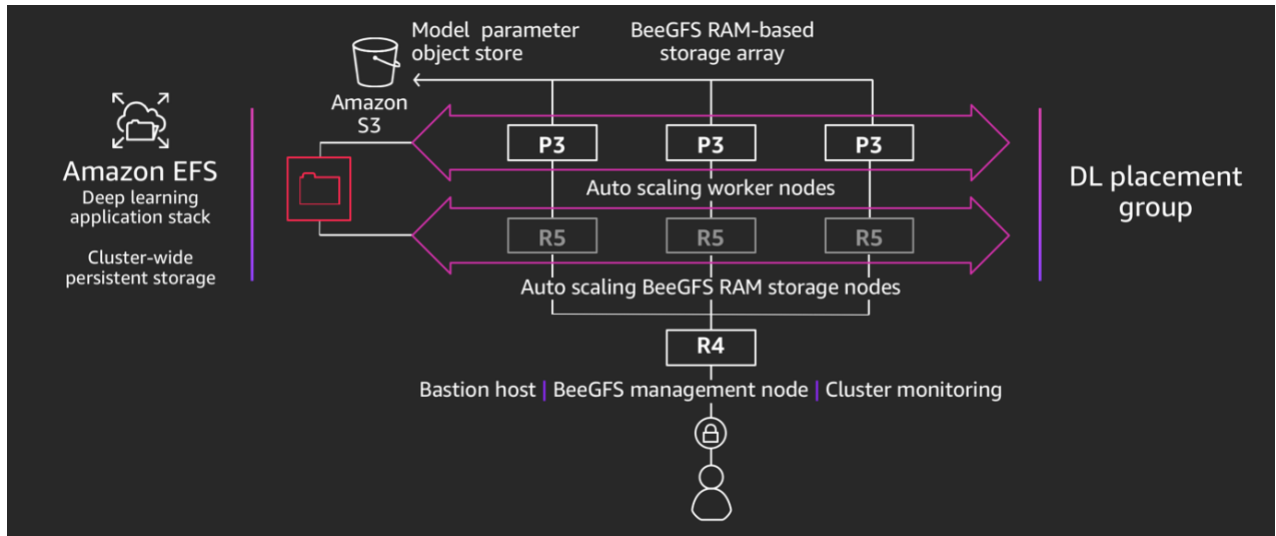 Model parameter
object store
BeeGFS RAM-based
storage array
Amazon
S3
Amazon EFS
Deep learning
application stack
Cluster-wide
persistent storage
P3
P3
P3
Auto scaling worker nodes
R5
R5
R5
Auto scaling BeeGFS RAM storage nodes
DL placement
group
R4
Bastion host | BeeGFS management node | Cluster monitoring